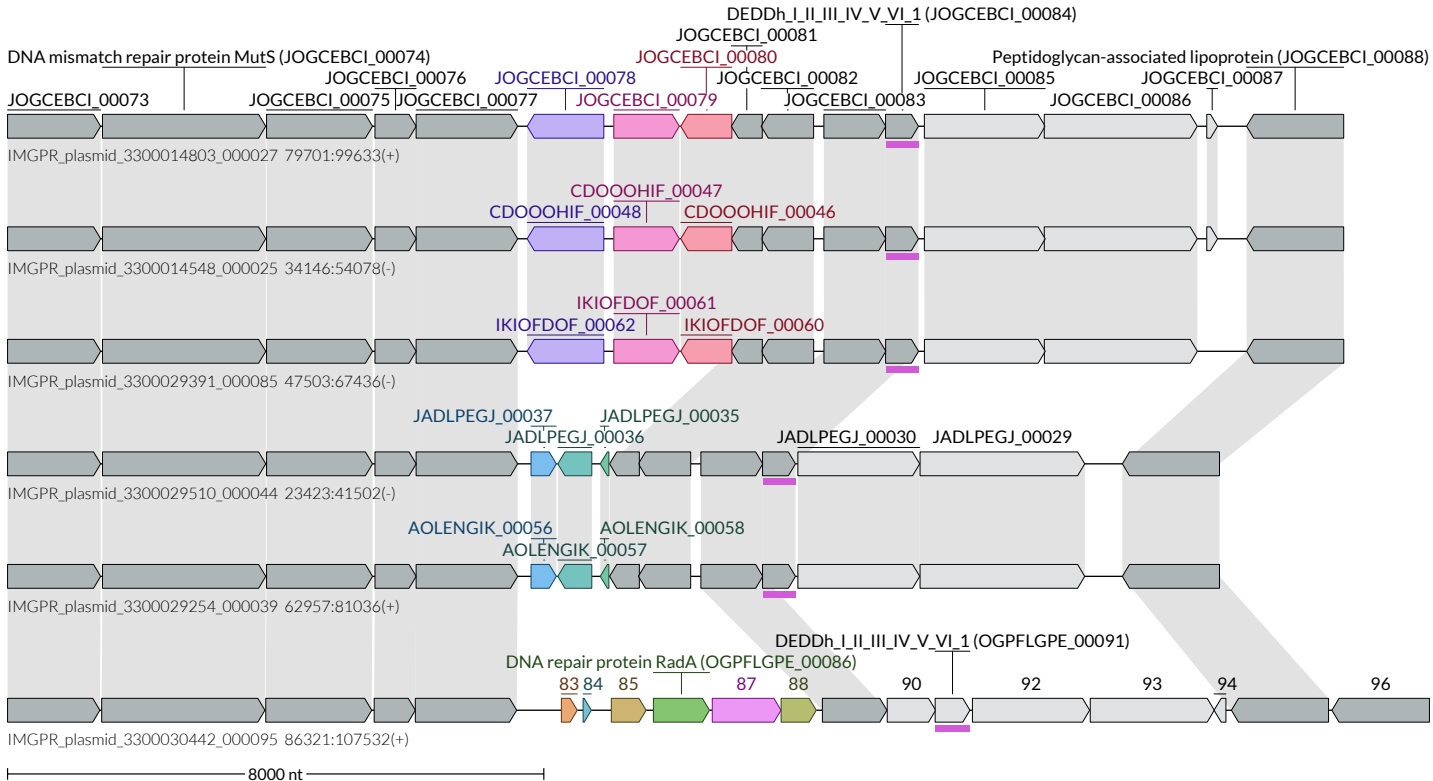 DEDDh_I_II_III_IV_V_VI_1 (JOGCEBCI_00084)
JOGCEBCI_00081
DNA mismatch repair protein MutS (JOGCEBCI_00074) JOGCEBCI_00080 Peptidoglycan-associated lipoprotein (JOGCEBCI_00088)
JOGCEBCI_00076 JOGCEBCI_00078 JOGCEBCI_00082 JOGCEBCI_00085 JOGCEBCI_00087
JOGCEBCI_00073 JOGCEBCI_00075 JOGCEBCI_00077 JOGCEBCI_00079 JOGCEBCI_00083 JOGCEBCI_00086
IMGPR_plasmid_3300014803_000027 79701:99633(+)
CDOOOHIF_00047
CDOOOHIF_00048 CDOOOHIF_00046
IMGPR_plasmid_3300014548_000025 34146:54078(-)
IKIOFDOF_00061
IKIOFDOF_00062 IKIOFDOF_00060
IMGPR_plasmid_3300029391_000085 47503:67436(-)
JADLPEGJ_00037 JADLPEGJ_00035
JADLPEGJ_00036 JADLPEGJ_00030 JADLPEGJ_00029
IMGPR_plasmid_3300029510_000044 23423:41502(-)
AOLENGIK_00056 AOLENGIK_00058
AOLENGIK_00057
IMGPR_plasmid_3300029254_000039 62957:81036(+)
DEDDh_I_II_III_IV_V_VI_1 (OGPFLGPE_00091)
DNA repair protein RadA (OGPFLGPE_00086)
83 84 85 87 88 90 92 93 94 96
IMGPR_plasmid_3300030442_000095 86321:107532(+)
8000 nt